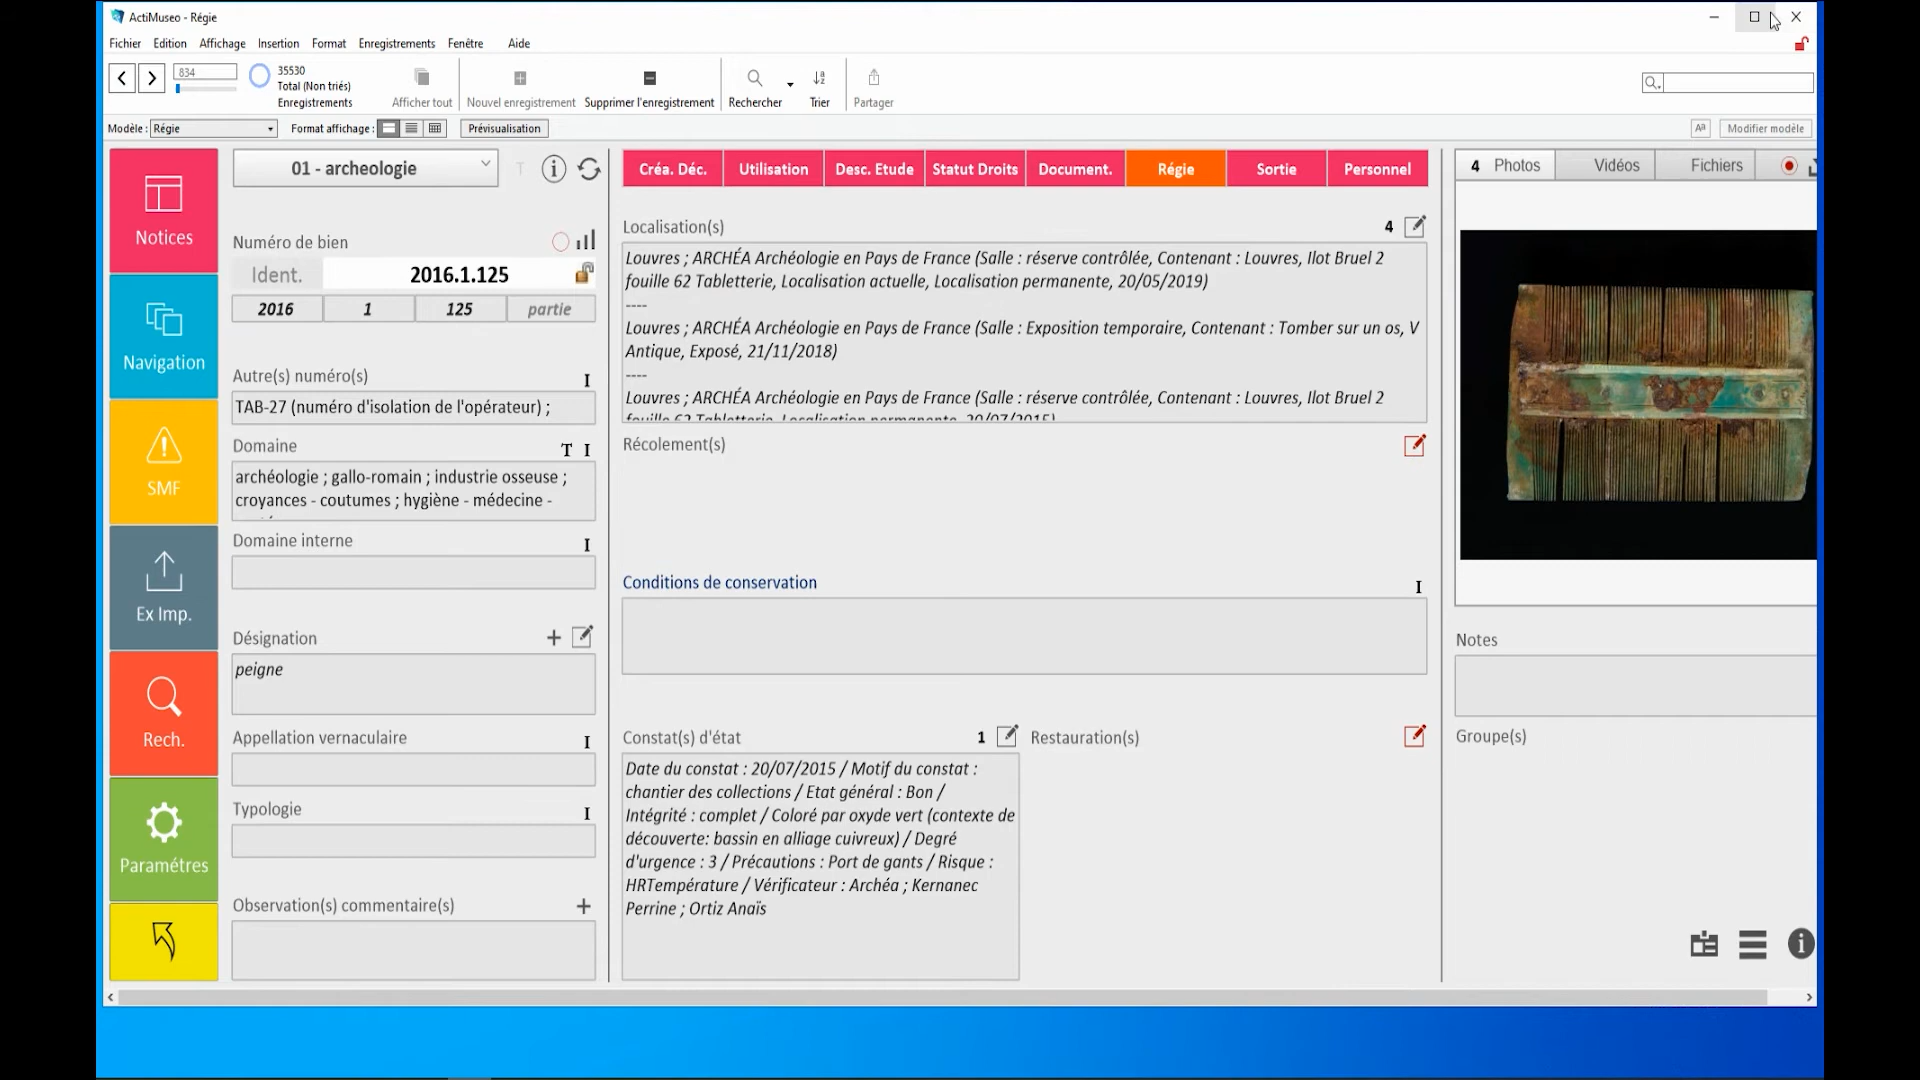 ActiMuseo - Régie
Fichier Edition Affichage Insertion Format Enregistrements Fenêtre Aide
834
35530
Total (Non triés)
Enregistrements
Afficher tout
Nouvel enregistrement
Supprimer l'enregistrement
Rechercher
Trier
Partager
Modèle : Régie
Format affichage :
Prévisualisation
Aa
Modifier modèle
Notices
Navigation
SMF
Ex Imp.
Rech.
Paramétres
01 - archeologie
T
Numéro de bien
Ident. 2016.1.125
2016 1 125 partie
Autre(s) numéro(s) I
TAB-27 (numéro d'isolation de l'opérateur) ;
Domaine T I
archéologie ; gallo-romain ; industrie osseuse ;
croyances - coutumes ; hygiène - médecine -
Domaine interne I
Désignation
peigne
Appellation vernaculaire I
Typologie I
Observation(s) commentaire(s)
Créa. Déc. Utilisation Desc. Etude Statut Droits Document. Régie Sortie Personnel
Localisation(s) 4
Louvres ; ARCHÉA Archéologie en Pays de France (Salle : réserve contrôlée, Contenant : Louvres, Ilot Bruel 2
fouille 62 Tabletterie, Localisation actuelle, Localisation permanente, 20/05/2019)
----
Louvres ; ARCHÉA Archéologie en Pays de France (Salle : Exposition temporaire, Contenant : Tomber sur un os, V
Antique, Exposé, 21/11/2018)
----
Louvres ; ARCHÉA Archéologie en Pays de France (Salle : réserve contrôlée, Contenant : Louvres, Ilot Bruel 2
fouille 62 Tabletterie, Localisation permanente, 20/07/2015)
Récolement(s)
Conditions de conservation I
Constat(s) d'état 1
Date du constat : 20/07/2015 / Motif du constat :
chantier des collections / Etat général : Bon /
Intégrité : complet / Coloré par oxyde vert (contexte de
découverte: bassin en alliage cuivreux) / Degré
d'urgence : 3 / Précautions : Port de gants / Risque :
HRTempérature / Vérificateur : Archéa ; Kernanec
Perrine ; Ortiz Anaïs
Restauration(s)
4 Photos Vidéos Fichiers
Notes
Groupe(s)